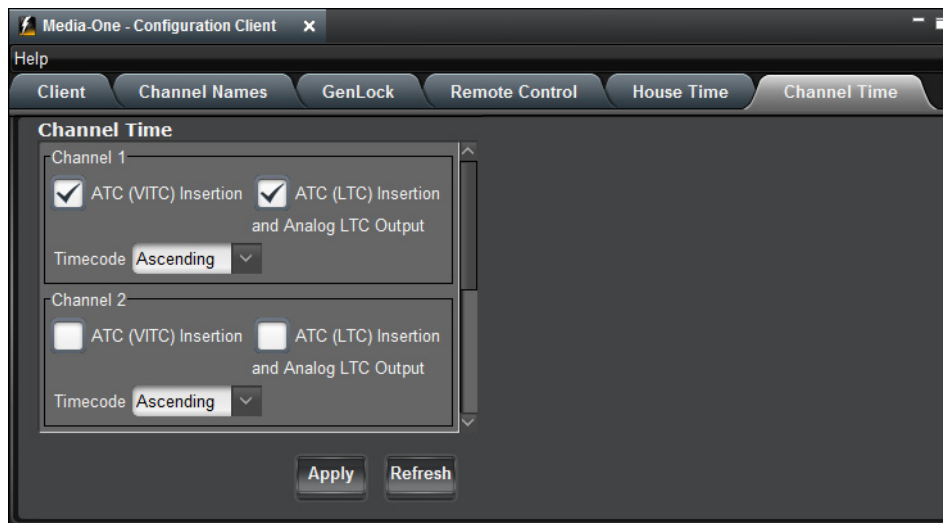 Media-One - Configuration Client
Help
Client Channel Names GenLock Remote Control House Time Channel Time
Channel Time
Channel 1
ATC (VITC) Insertion ATC (LTC) Insertion
and Analog LTC Output
Timecode Ascending
Channel 2
ATC (VITC) Insertion ATC (LTC) Insertion
and Analog LTC Output
Timecode Ascending
Apply Refresh